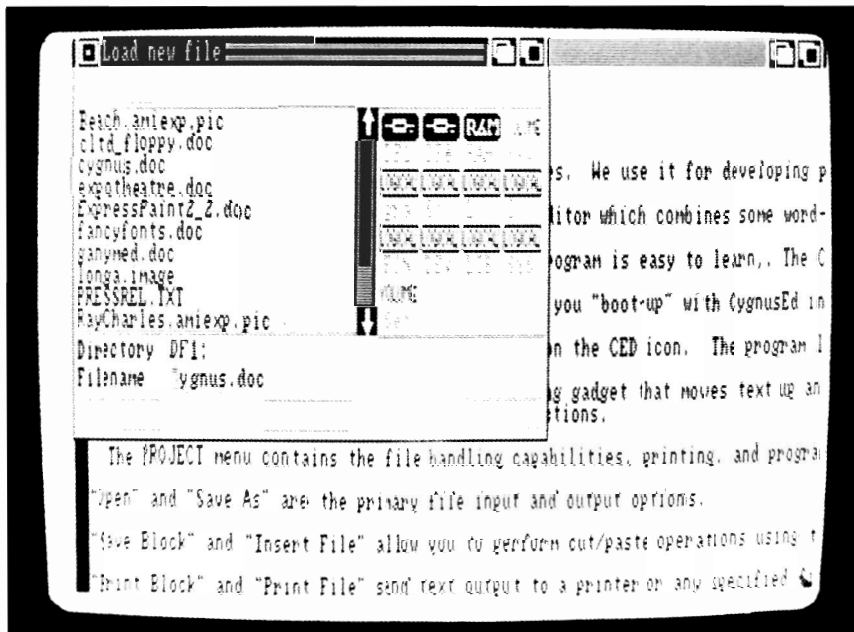 Load new file
Beach.amiexp.pic
cltd_floppy.doc
cygnus.doc
expotheatre.doc
ExpressPaint2_2.doc
fancyfonts.doc
ganymed.doc
Tonga.image
PRESSREL.TXT
RayCharles.amiexp.pic
RAM
VOLUME
Directory DF1:
Filename ygnus.doc
es. We use it for developing p
itor which combines some word-
ogram is easy to learn,. The C
you "boot-up" with CygnusEd in
n the CED icon. The program l
g gadget that moves text up an
tions.
The PROJECT menu contains the file handling capabilities, printing, and progra
"Open" and "Save As" are the primary file input and output options.
"Save Block" and "Insert File" allow you to perform cut/paste operations using t
"Print Block" and "Print File" send text output to a printer or any specified